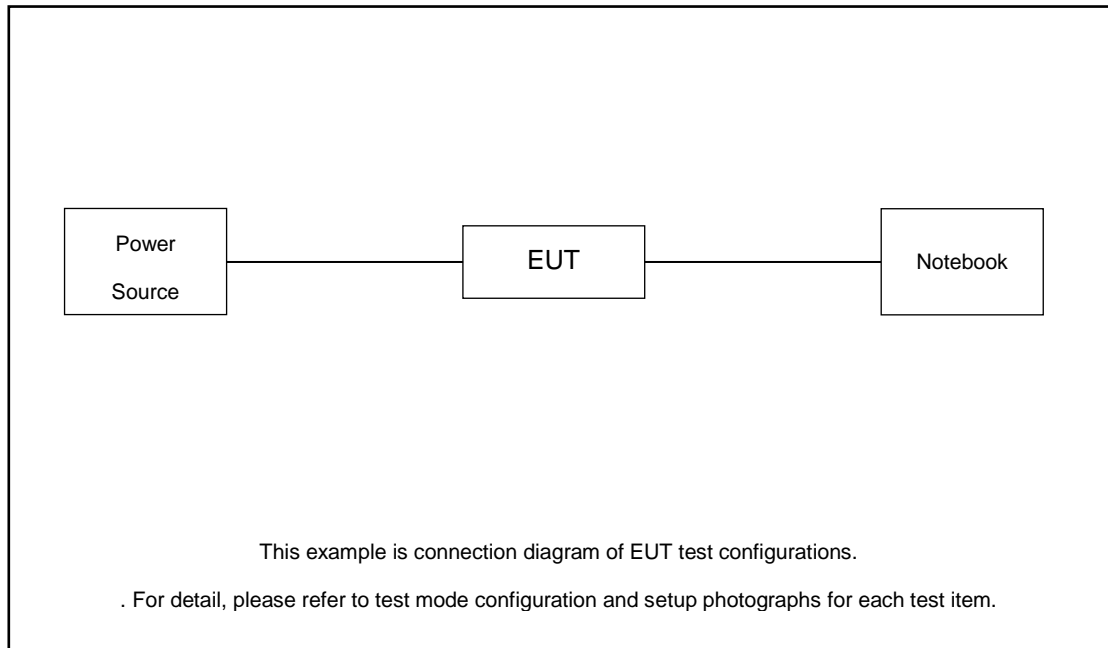 Power
Source
EUT
Notebook
This example is connection diagram of EUT test configurations.
. For detail, please refer to test mode configuration and setup photographs for each test item.